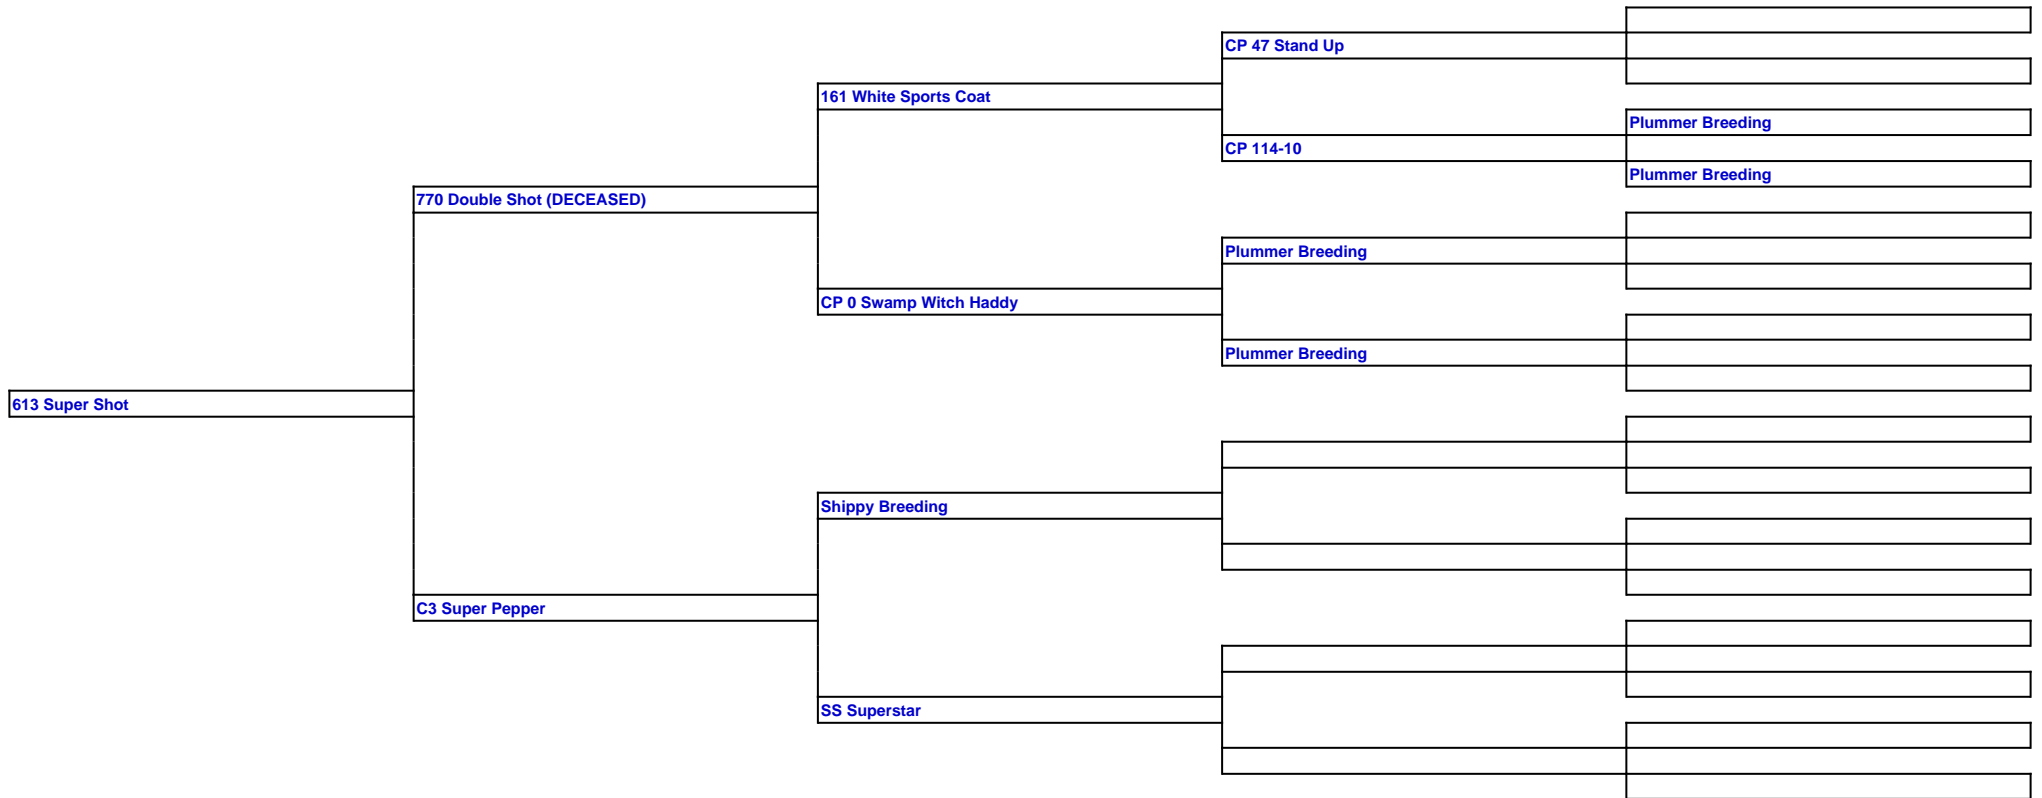 CP 47 Stand Up
161 White Sports Coat
Plummer Breeding
CP 114-10
Plummer Breeding
770 Double Shot (DECEASED)
Plummer Breeding
CP 0 Swamp Witch Haddy
Plummer Breeding
613 Super Shot
Shippy Breeding
C3 Super Pepper
SS Superstar